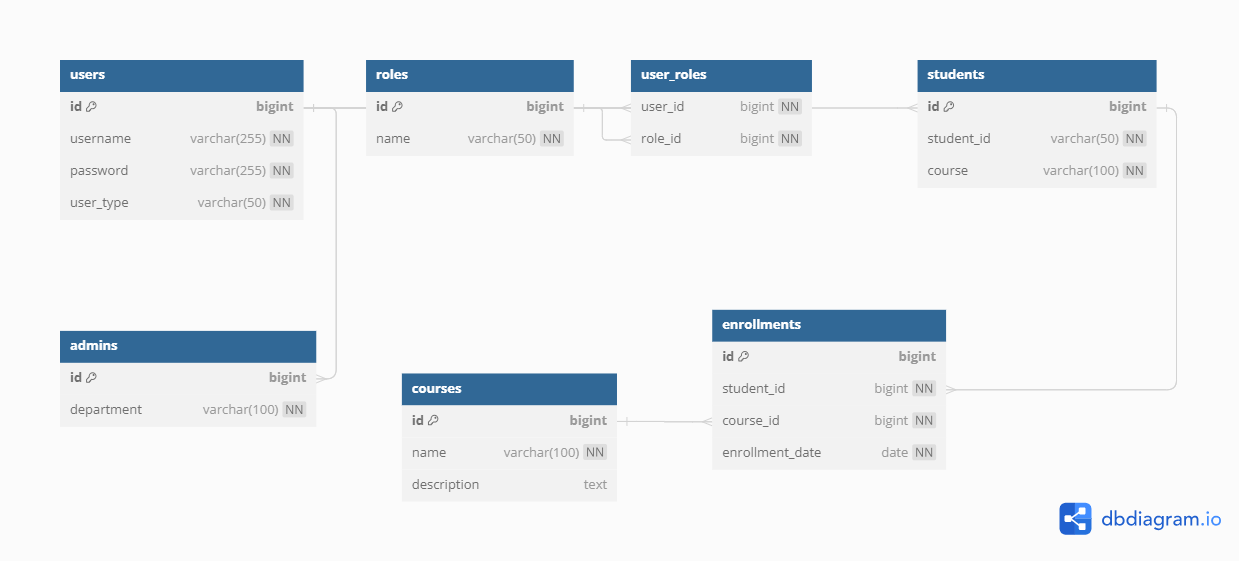 users
id bigint
username varchar(255) NN
password varchar(255) NN
user_type varchar(50) NN
roles
id bigint
name varchar(50) NN
user_roles
user_id bigint NN
role_id bigint NN
students
id bigint
student_id varchar(50) NN
course varchar(100) NN
admins
id bigint
department varchar(100) NN
courses
id bigint
name varchar(100) NN
description text
enrollments
id bigint
student_id bigint NN
course_id bigint NN
enrollment_date date NN
dbdiagram.io